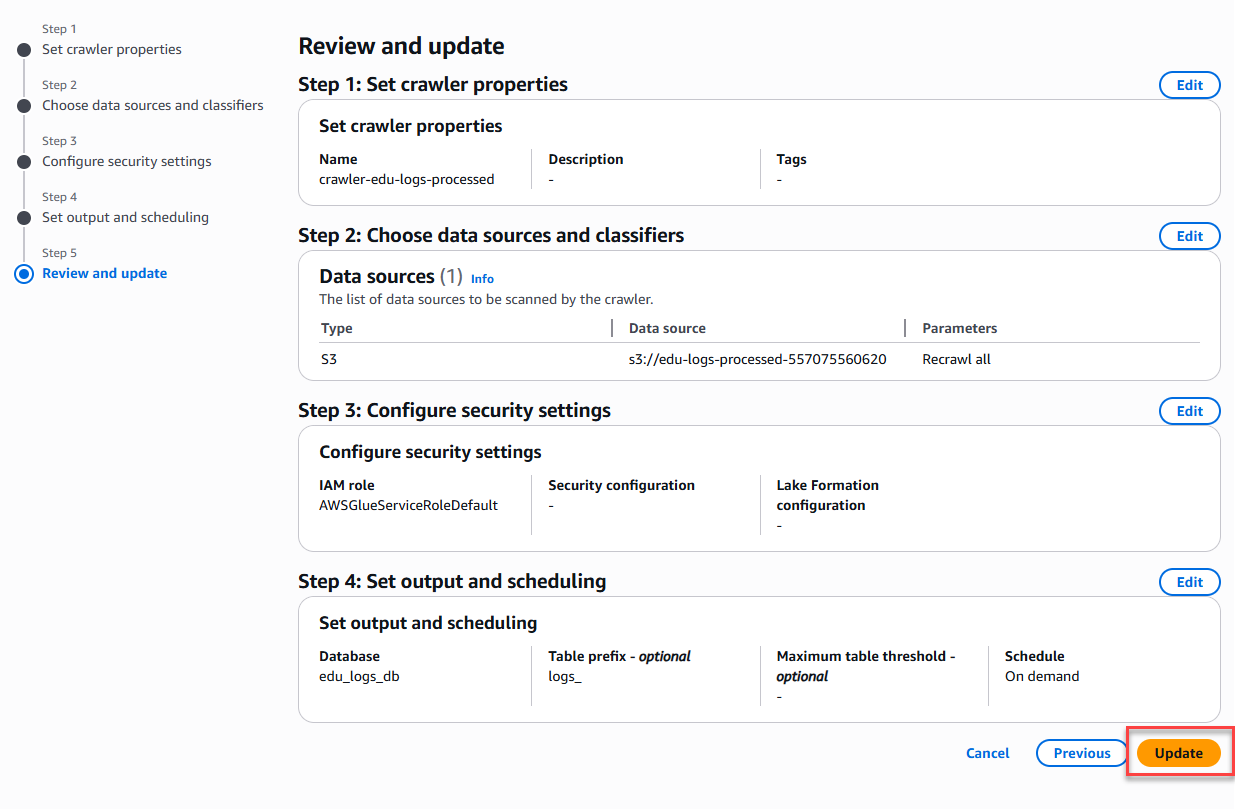 Step 1
Set crawler properties
Step 2
Choose data sources and classifiers
Step 3
Configure security settings
Step 4
Set output and scheduling
Step 5
Review and update
Review and update
Step 1: Set crawler properties
Edit
Set crawler properties
Name
Description
Tags
crawler-edu-logs-processed
-
-
Step 2: Choose data sources and classifiers
Edit
Data sources (1) Info
The list of data sources to be scanned by the crawler.
Type
Data source
Parameters
S3
s3://edu-logs-processed-557075560620
Recrawl all
Step 3: Configure security settings
Edit
Configure security settings
IAM role
AWSGlueServiceRoleDefault
Security configuration
-
Lake Formation
configuration
-
Step 4: Set output and scheduling
Edit
Set output and scheduling
Database
edu_logs_db
Table prefix - optional
logs_
Maximum table threshold -
optional
-
Schedule
On demand
Cancel
Previous
Update